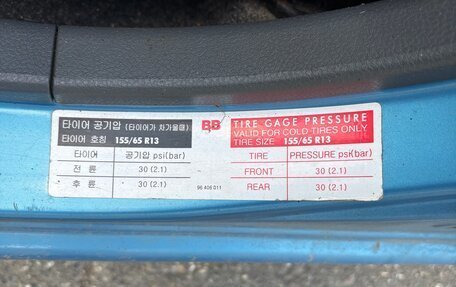 타이어 공기압 (타이어가 차가울때)
타이어 호칭 155/65 R13
타이어 공기압 psi(bar)
전 륜 30 (2.1)
후 륜 30 (2.1)
BB
96 406 011
TIRE GAGE PRESSURE
VALID FOR COLD TIRES ONLY
TIRE SIZE 155/65 R13
TIRE PRESSURE psi(bar)
FRONT 30 (2.1)
REAR 30 (2.1)